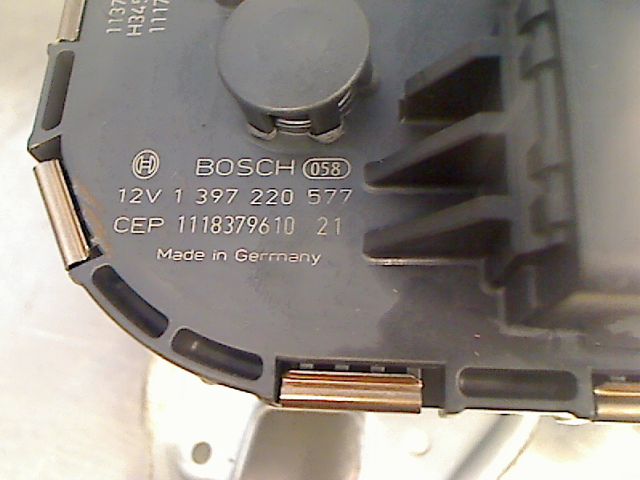 BOSCH 058
12V 1 397 220 577
CEP 1118379610 21
Made in Germany